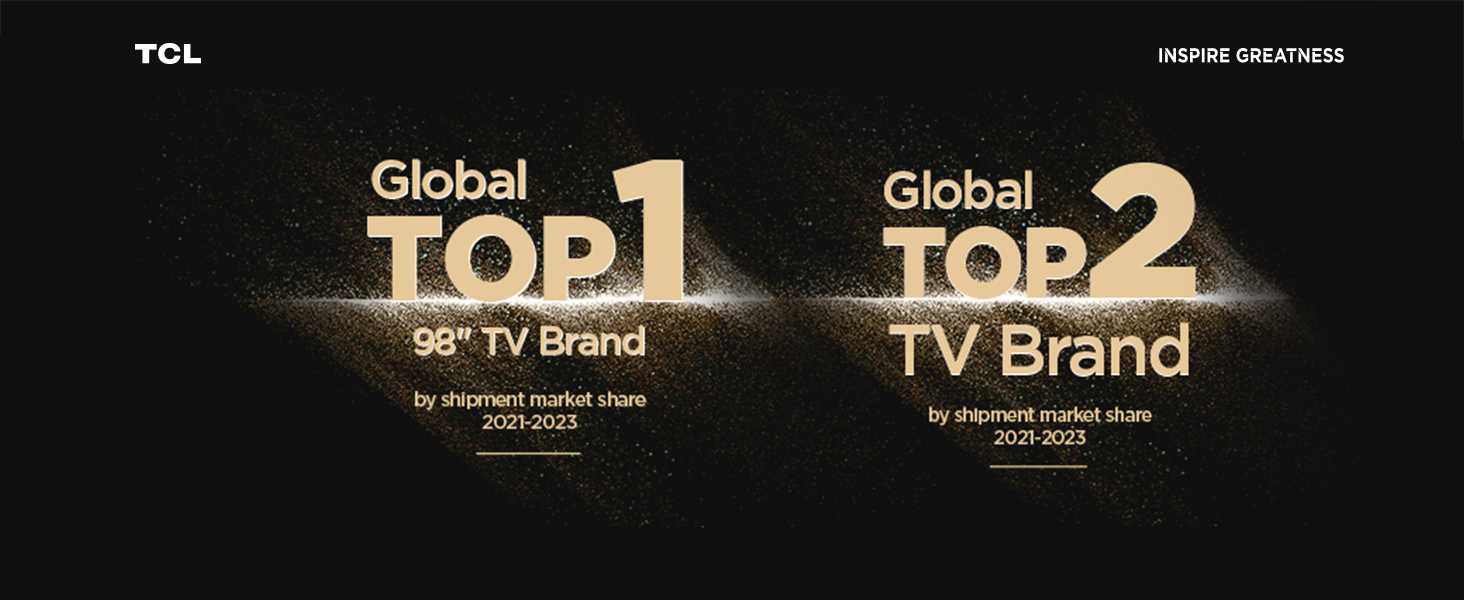 TCL
INSPIRE GREATNESS
Global
TOP1
98" TV Brand
by shipment market share
2021-2023
Global
TOP2
TV Brand
by shipment market share
2021-2023